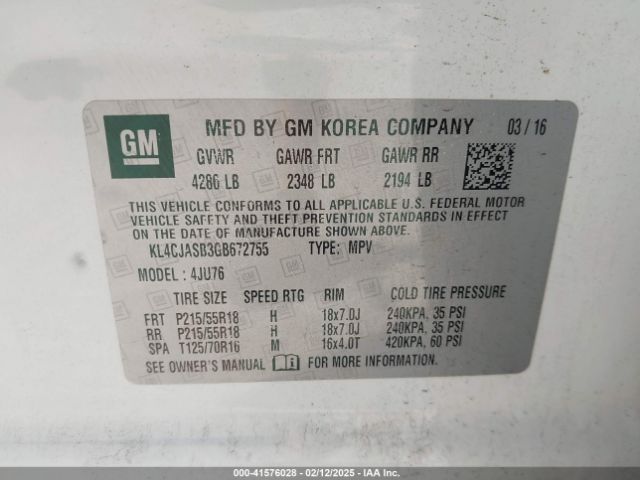 GM
MFD BY GM KOREA COMPANY 03/16
GVWR GAWR FRT GAWR RR
4286 LB 2348 LB 2194 LB
THIS VEHICLE CONFORMS TO ALL APPLICABLE U.S. FEDERAL MOTOR
VEHICLE SAFETY AND THEFT PREVENTION STANDARDS IN EFFECT
ON THE DATE OF MANUFACTURE SHOWN ABOVE.
KL4CJASB3GB672755 TYPE: MPV
MODEL : 4JU76
TIRE SIZE SPEED RTG RIM COLD TIRE PRESSURE
FRT P215/55R18 H 18x7.0J 240KPA, 35 PSI
RR P215/55R18 H 18x7.0J 240KPA, 35 PSI
SPA T125/70R16 M 16x4.0T 420KPA, 60 PSI
SEE OWNER'S MANUAL FOR MORE INFORMATION.
000-41576028 - 02/12/2025 - IAA Inc.